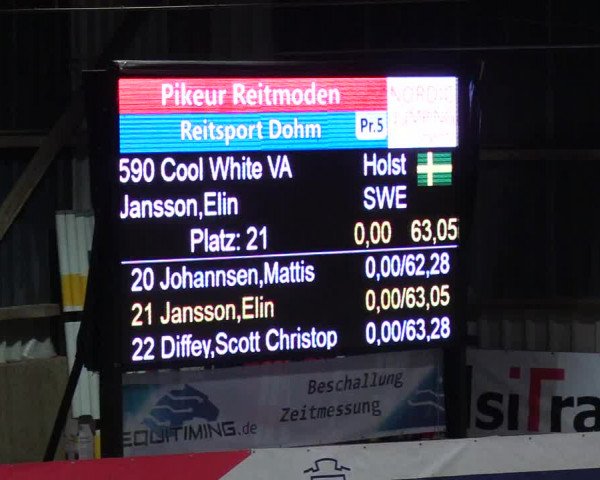 Pikeur Reitmoden
Reitsport Dohm Pr.5
590 Cool White VA Holst
Jansson,Elin SWE
Platz: 21 0,00 63,05
20 Johannsen,Mattis 0,00/62,28
21 Jansson,Elin 0,00/63,05
22 Diffey,Scott Christop 0,00/63,28
Beschallung
Zeitmessung
EQUITIMING.de